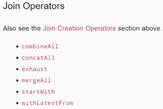 Join Operators
Also see the Join Creation Operators section above.
combineAll
concatAll
exhaust
mergeAll
startWith
withLatestFrom